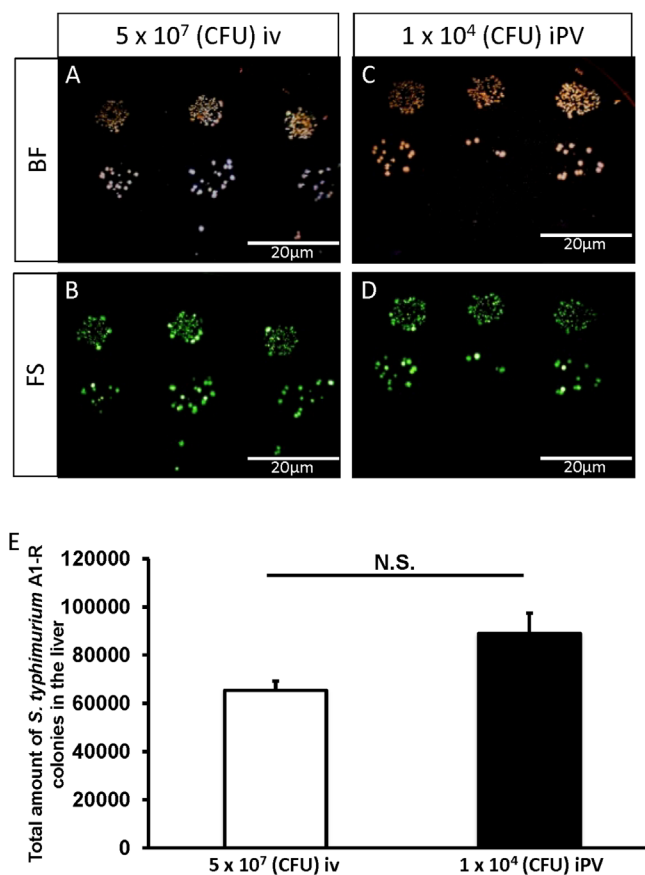 5 x 10⁷ (CFU) iv
1 x 10⁴ (CFU) iPV
BF
A
20µm
C
20µm
FS
B
20µm
D
20µm
E
Total amount of S. typhimurium A1-R
colonies in the liver
120000
100000
80000
60000
40000
20000
0
N.S.
5 x 10⁷ (CFU) iv
1 x 10⁴ (CFU) iPV